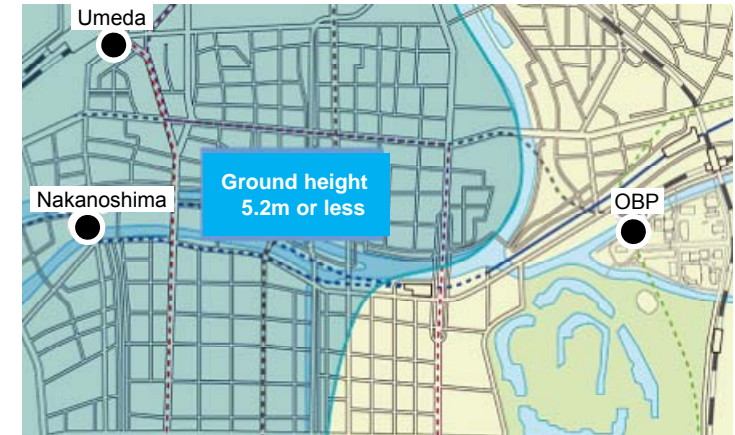 Umeda
Ground height
5.2m or less
Nakanoshima
OBP